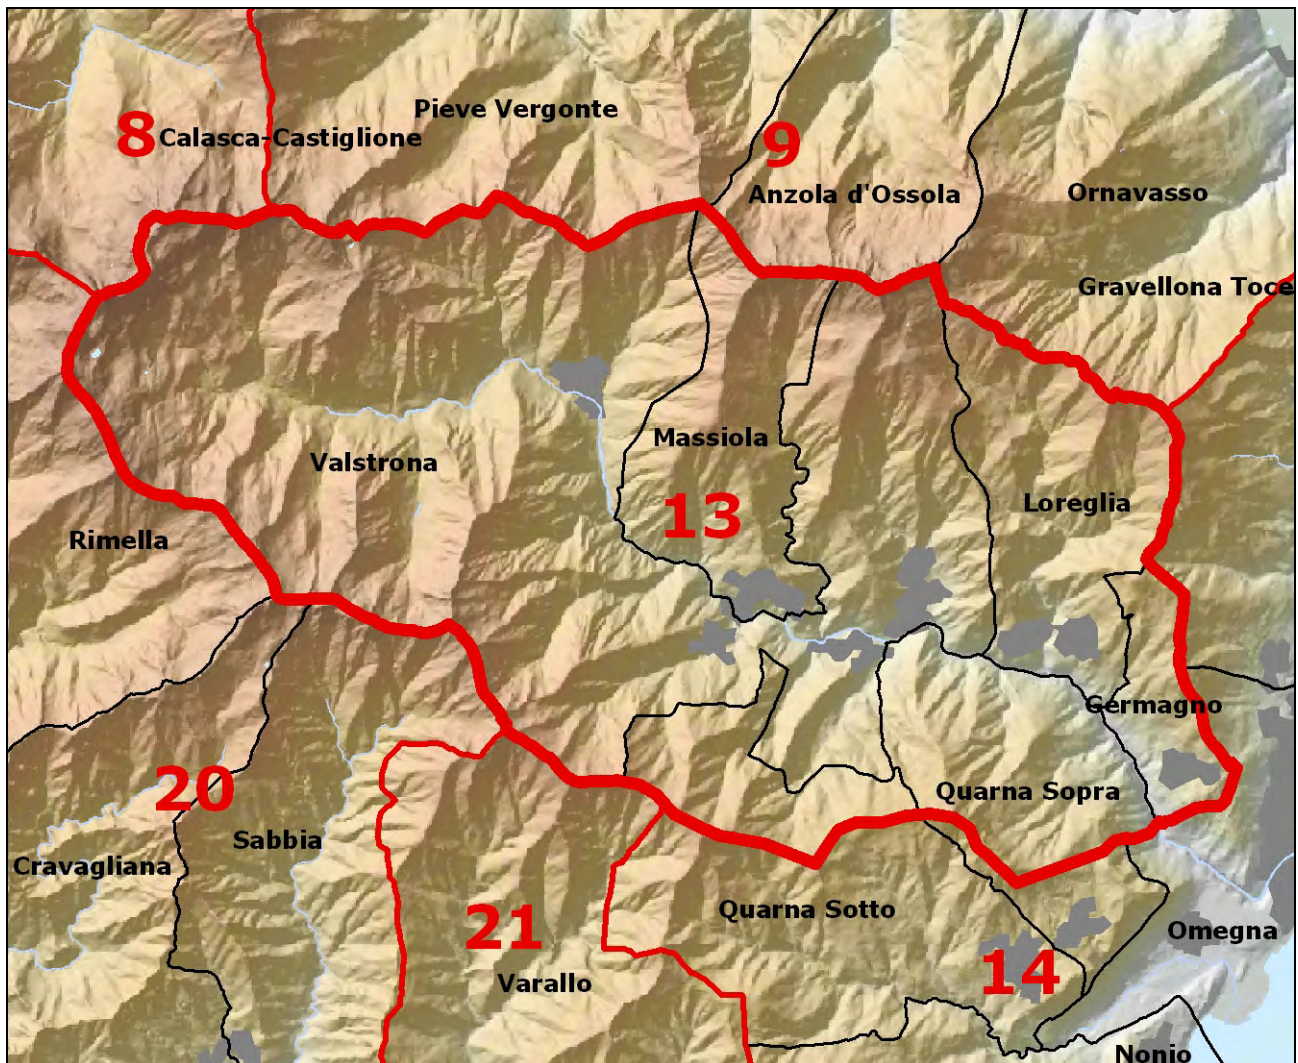 Pieve Vergonte
8
Calasca-Castiglione
9
Anzola d'Ossola
Ornavasso
Gravellona Toce
Massiola
Valstrona
13
Loreglia
Rimella
Germagno
20
Quarna Sopra
Sabbia
Cravagliana
Quarna Sotto
21
Omegna
14
Varallo
Nonio